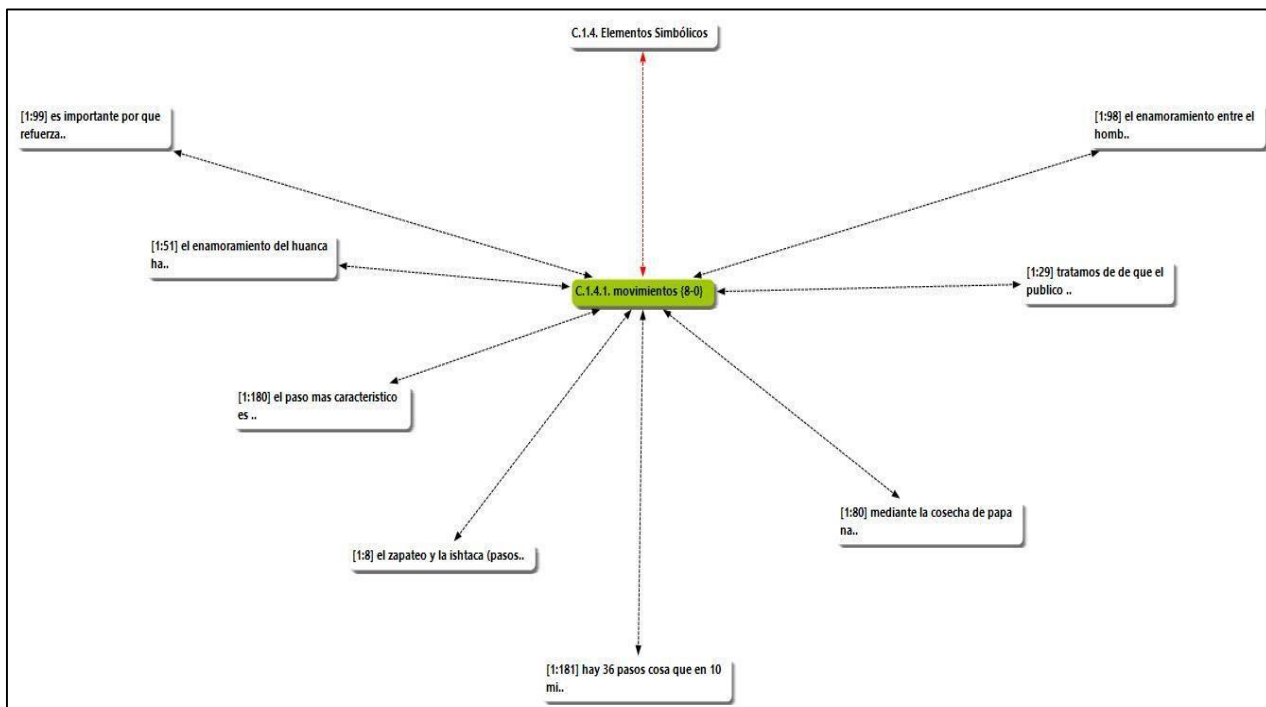 C.1.4. Elementos Simbólicos
[1:99] es importante por que
refuerza..
[1:98] el enamoramiento entre el
homb..
[1:51] el enamoramiento del huanca
ha..
[1:29] tratamos de de que el
publico ..
C.1.4.1. movimientos {8-0}
[1:180] el paso mas caracteristico
es ..
[1:80] mediante la cosecha de papa
na..
[1:8] el zapateo y la ishtaca (pasos..
[1:181] hay 36 pasos cosa que en 10
mi..